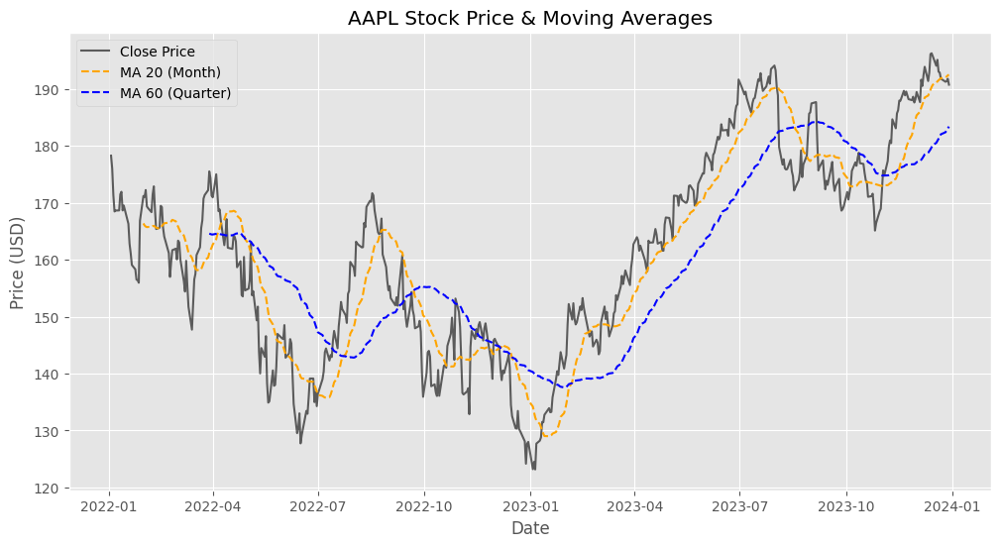 AAPL Stock Price & Moving Averages
Close Price
MA 20 (Month)
MA 60 (Quarter)
Price (USD)
190
180
170
160
150
140
130
120
2022-01 2022-04 2022-07 2022-10 2023-01 2023-04 2023-07 2023-10 2024-01
Date